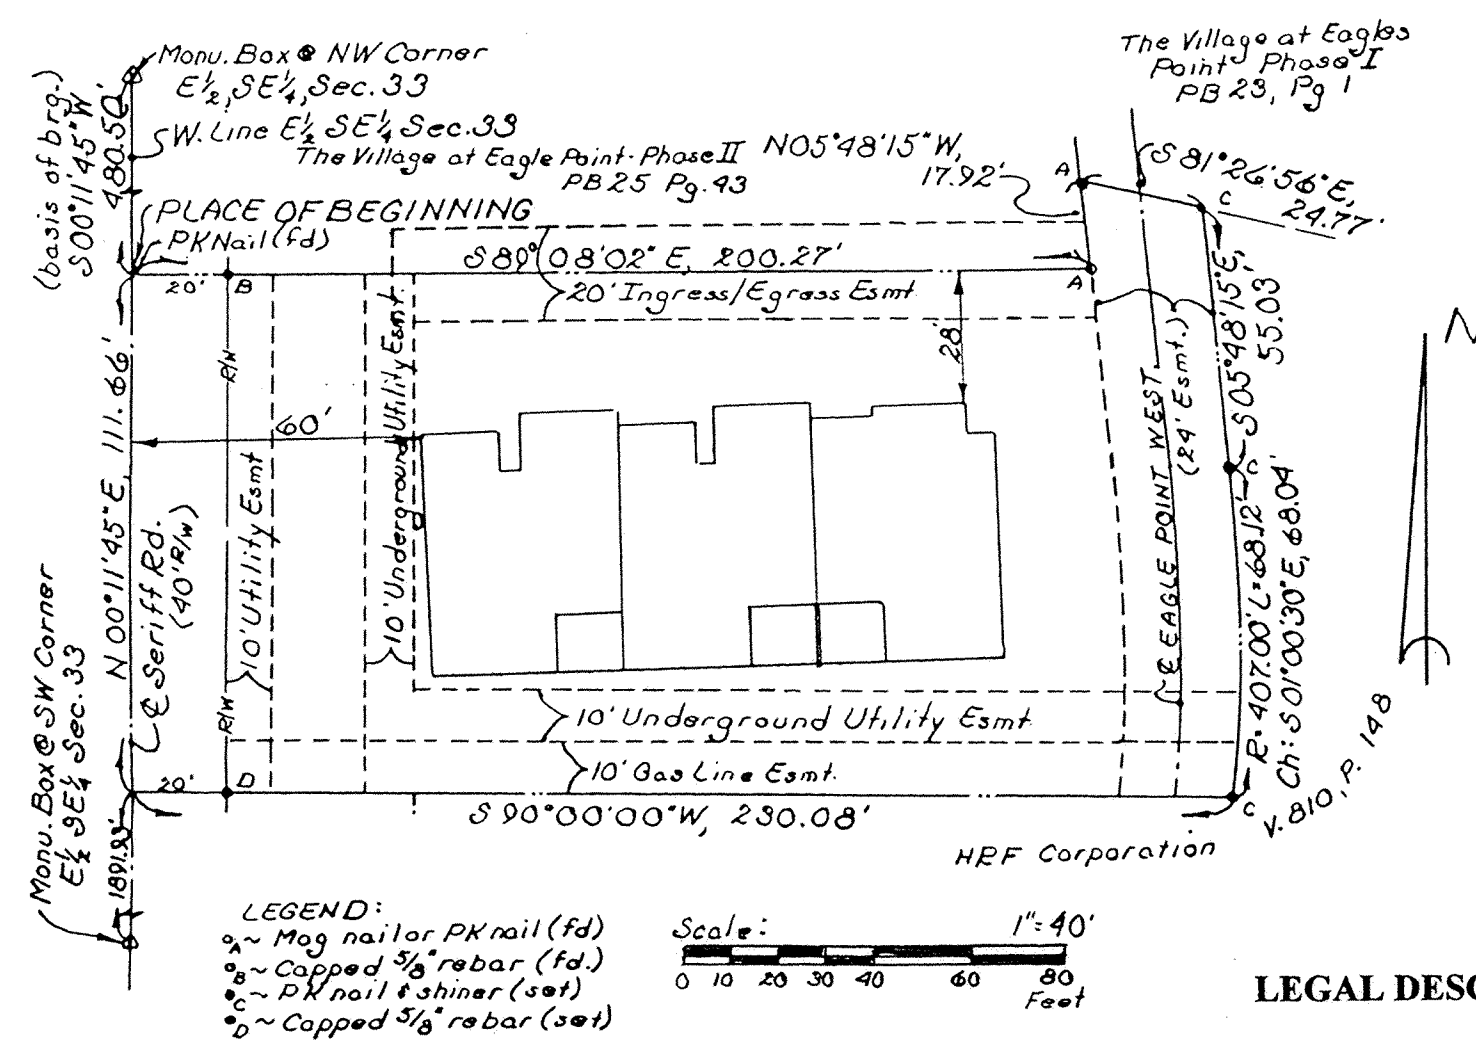 Monu. Box @ NW Corner
E½, SE¼, Sec. 33
W. Line E½ SE¼ Sec. 33
The Village at Eagle Point - Phase II
PB 25 Pg. 43
The Village at Eagles
Point Phase I
PB 23, Pg 1
(basis of brg.)
S00°11'45"W
480.50'
N05°48'15"W,
17.92'
A
S81°26'56"E,
24.77'
C
PLACE OF BEGINNING
PK Nail (fd)
S89°08'02"E, 200.27'
20' Ingress/Egrass Esmt
20'
B
A
28'
60'
R/W
10' Utility Esmt
R/W
10' Underground Utility Esmt.
N00°11'45"E, 111.66'
℄ Seriff Rd.
(40' R/W)
℄ EAGLE POINT WEST
(24' Esmt.)
S05°48'15"E,
55.03'
C
R=407.00' L=68.12'
Ch: S01°00'30"E, 68.04'
N
10' Underground Utility Esmt.
10' Gas Line Esmt.
20'
D
S90°00'00"W, 230.08'
C
V. 810, P. 148
HRF Corporation
Monu. Box @ SW Corner
E½ SE¼ Sec. 33
LEGEND:
A ~ Mag nail or PK nail (fd)
B ~ Capped 5/8" rebar (fd.)
C ~ PK nail & shiner (set)
D ~ Capped 5/8" rebar (set)
Scale: 1"=40'
0 10 20 30 40 60 80
Feet
LEGAL DESC